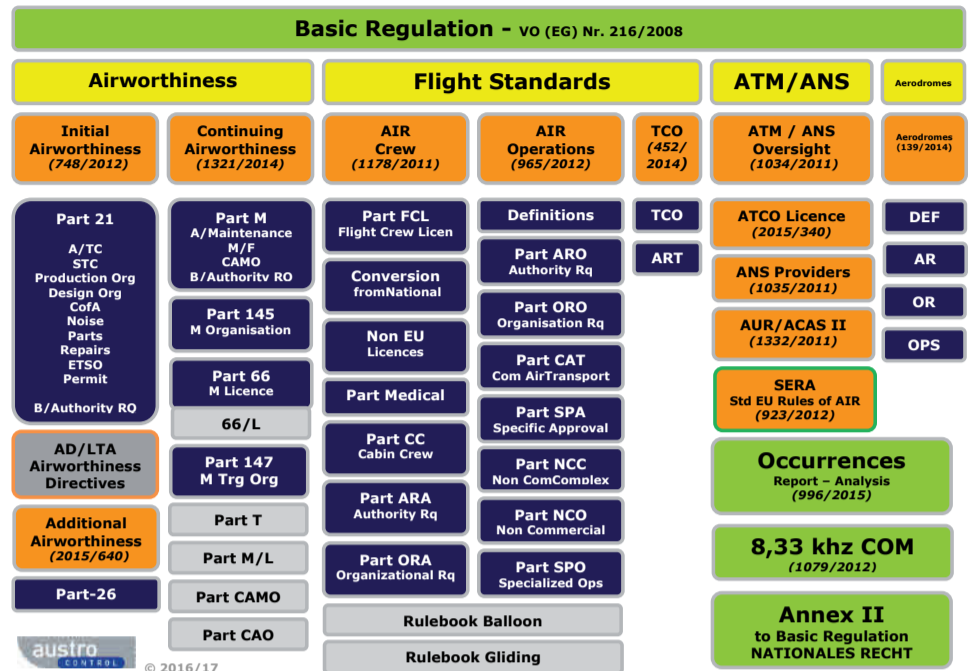 Basic Regulation - VO (EG) Nr. 216/2008
Airworthiness
Flight Standards
ATM/ANS
Aerodromes
Initial
Airworthiness
(748/2012)
Continuing
Airworthiness
(1321/2014)
AIR
Crew
(1178/2011)
AIR
Operations
(965/2012)
TCO
(452/
2014)
ATM / ANS
Oversight
(1034/2011)
Aerodromes
(139/2014)
Part 21
A/TC
STC
Production Org
Design Org
CofA
Noise
Parts
Repairs
ETSO
Permit
B/Authority RQ
AD/LTA
Airworthiness
Directives
Additional
Airworthiness
(2015/640)
Part-26
Part M
A/Maintenance
M/F
CAMO
B/Authority RQ
Part 145
M Organisation
Part 66
M Licence
66/L
Part 147
M Trg Org
Part T
Part M/L
Part CAMO
Part CAO
Part FCL
Flight Crew Licen
Conversion
fromNational
Non EU
Licences
Part Medical
Part CC
Cabin Crew
Part ARA
Authority Rq
Part ORA
Organizational Rq
Definitions
Part ARO
Authority Rq
Part ORO
Organisation Rq
Part CAT
Com AirTransport
Part SPA
Specific Approval
Part NCC
Non ComComplex
Part NCO
Non Commercial
Part SPO
Specialized Ops
Rulebook Balloon
Rulebook Gliding
TCO
ART
ATCO Licence
(2015/340)
ANS Providers
(1035/2011)
AUR/ACAS II
(1332/2011)
SERA
Std EU Rules of AIR
(923/2012)
Occurrences
Report – Analysis
(996/2015)
8,33 khz COM
(1079/2012)
Annex II
to Basic Regulation
NATIONALES RECHT
DEF
AR
OR
OPS
austro
CONTROL
© 2016/17